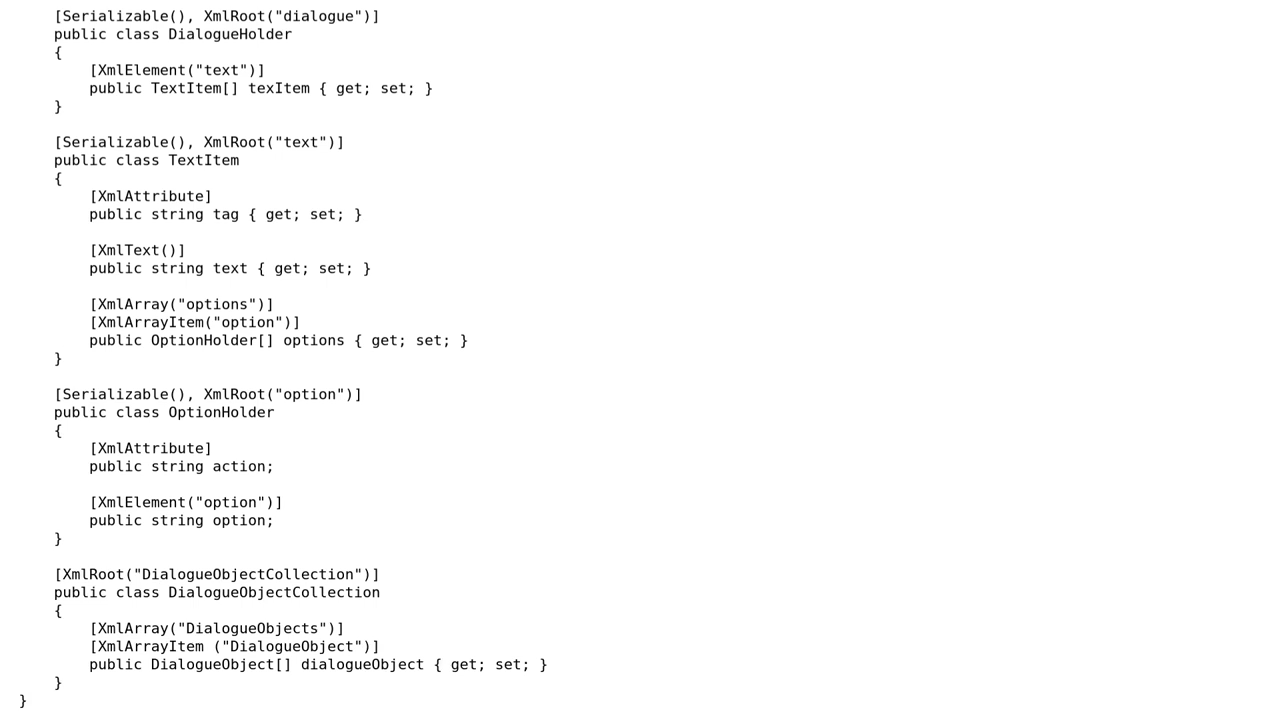 [Serializable(), XmlRoot("dialogue")]
public class DialogueHolder
{
[XmlElement("text")]
public TextItem[] texItem { get; set; }
}
[Serializable(), XmlRoot("text")]
public class TextItem
{
[XmlAttribute]
public string tag { get; set; }
[XmlText()]
public string text { get; set; }
[XmlArray("options")]
[XmlArrayItem("option")]
public OptionHolder[] options { get; set; }
}
[Serializable(), XmlRoot("option")]
public class OptionHolder
{
[XmlAttribute]
public string action;
[XmlElement("option")]
public string option;
}
[XmlRoot("DialogueObjectCollection")]
public class DialogueObjectCollection
{
[XmlArray("DialogueObjects")]
[XmlArrayItem ("DialogueObject")]
public DialogueObject[] dialogueObject { get; set; }
}
}